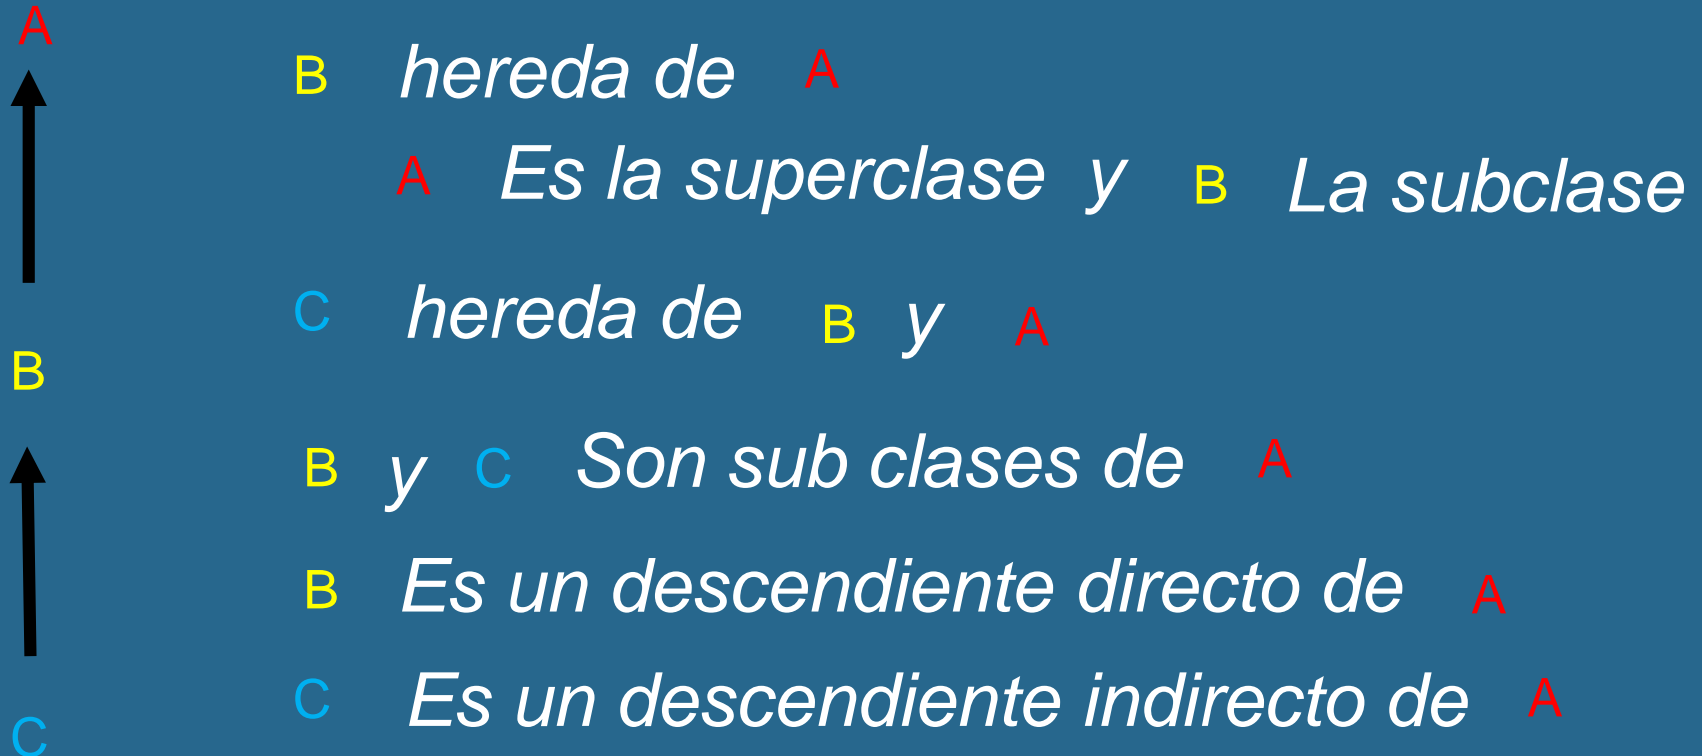 A
B hereda de A
A Es la superclase y B La subclase
C hereda de B y A
B
B y C Son sub clases de A
B Es un descendiente directo de A
C Es un descendiente indirecto de A
C